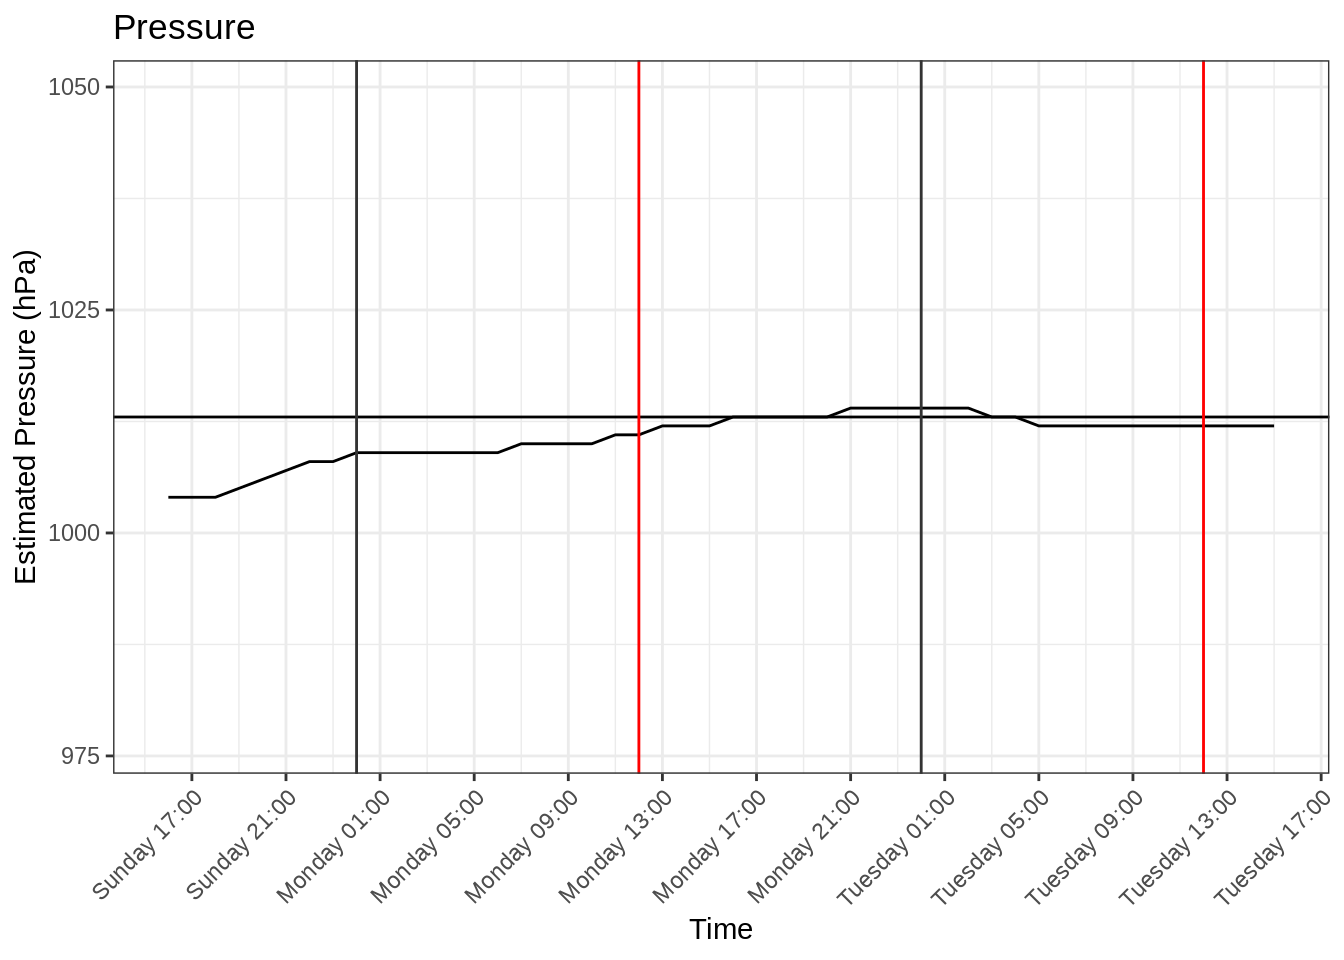 Pressure
Estimated Pressure (hPa)
1050
1025
1000
975
Sunday 17:00
Sunday 21:00
Monday 01:00
Monday 05:00
Monday 09:00
Monday 13:00
Monday 17:00
Monday 21:00
Tuesday 01:00
Tuesday 05:00
Tuesday 09:00
Tuesday 13:00
Tuesday 17:00
Time